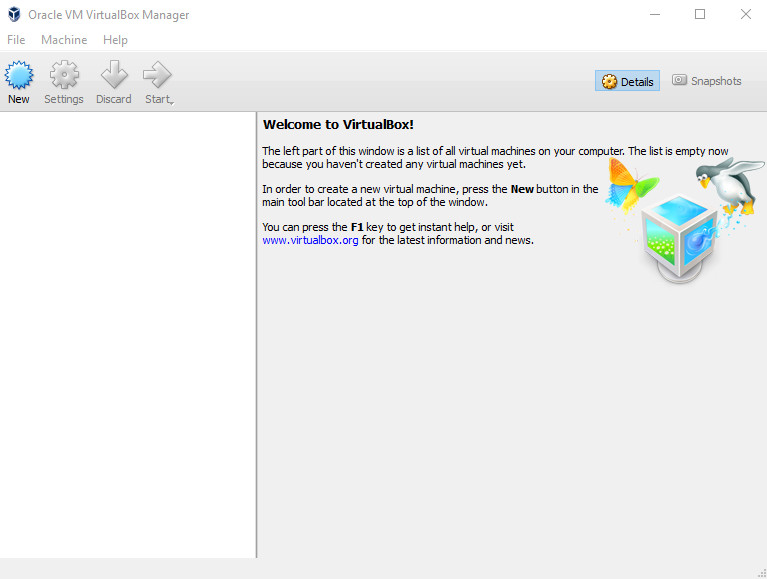 Oracle VM VirtualBox Manager
File Machine Help
New Settings Discard Start
Details Snapshots
Welcome to VirtualBox!
The left part of this window is a list of all virtual machines on your computer. The list is empty now
because you haven't created any virtual machines yet.
In order to create a new virtual machine, press the New button in the
main tool bar located at the top of the window.
You can press the F1 key to get instant help, or visit
www.virtualbox.org for the latest information and news.